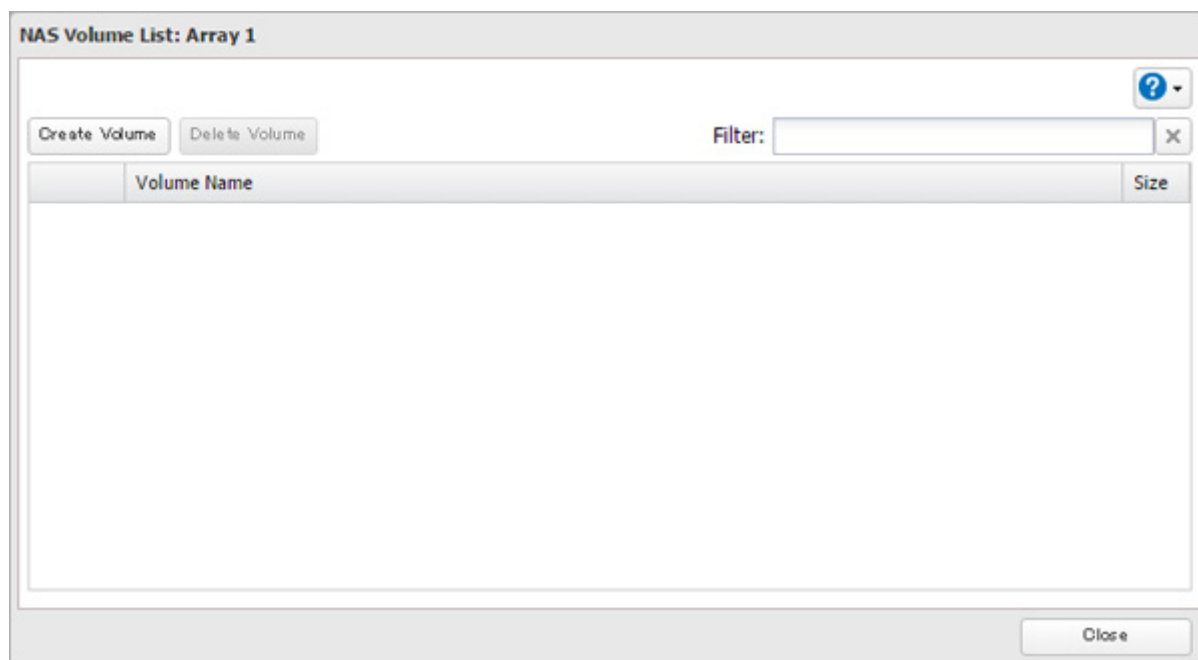 NAS Volume List: Array 1
?
Create Volume Delete Volume Filter:
Volume Name Size
Close